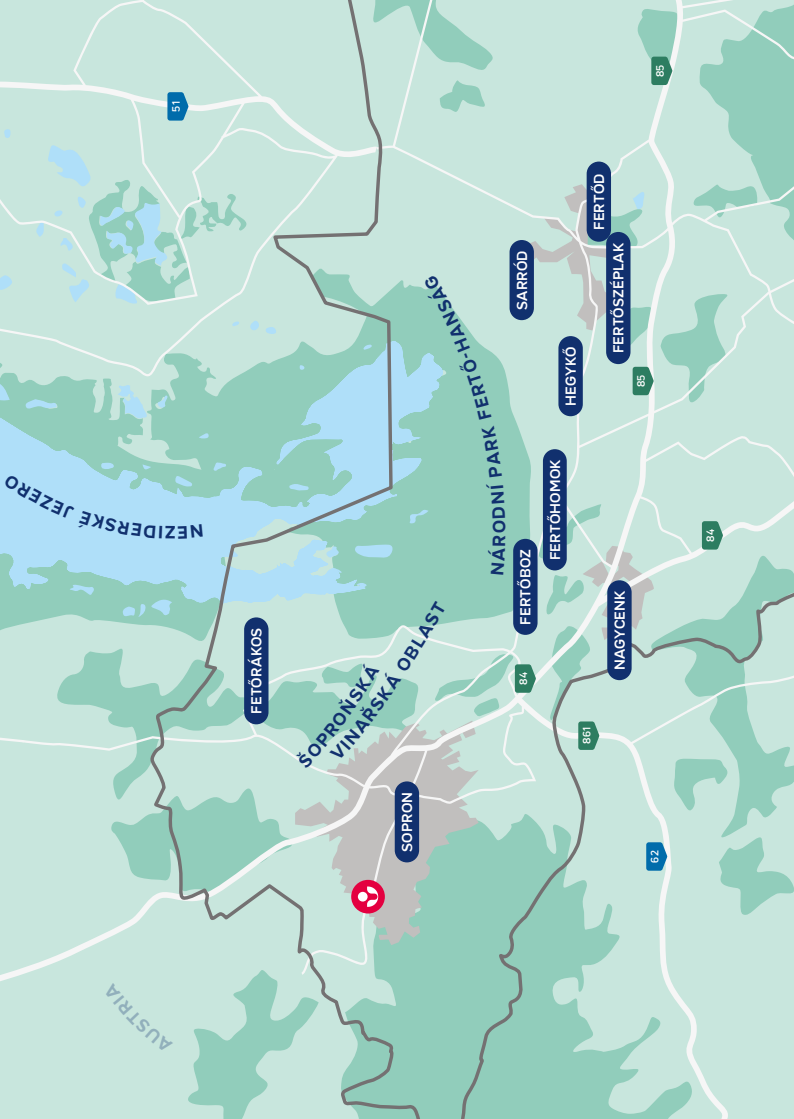 AUSTRIA
NEZIDERSKÉ JEZERO
FETŐRÁKOS
ŠOPROŇSKÁ
VINAŘSKÁ OBLAST
SOPRON
NÁRODNÍ PARK FERTŐ-HANSÁG
FERTŐBOZ
FERTŐHOMOK
HEGYKŐ
SARRÓD
FERTŐD
FERTŐSZÉPLAK
NAGYCENK
51
85
85
84
84
861
62